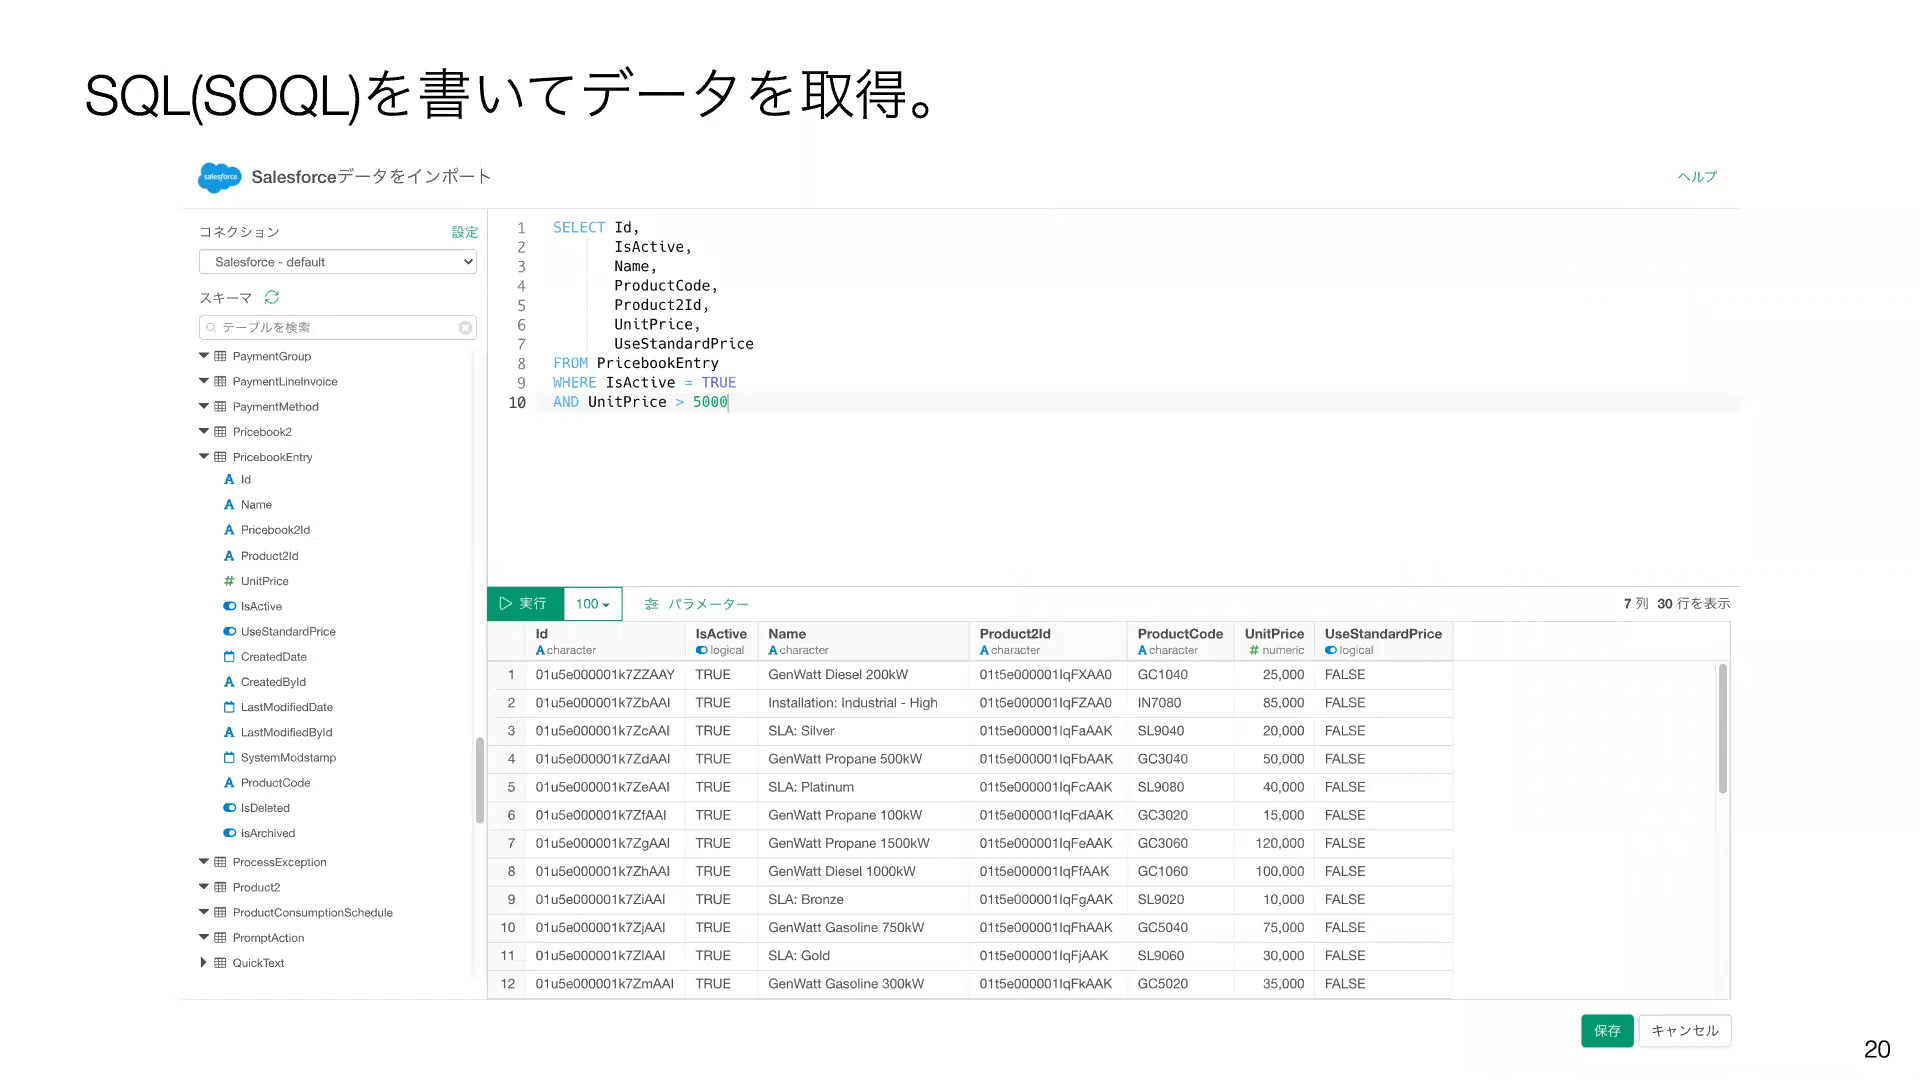 SQL(SOQL)を書いてデータを取得。
salesforce
Salesforceデータをインポート
ヘルプ
コネクション
設定
Salesforce - default
スキーマ
テーブルを検索
PaymentGroup
PaymentLineInvoice
PaymentMethod
Pricebook2
PricebookEntry
A Id
A Name
A Pricebook2Id
A Product2Id
# UnitPrice
IsActive
UseStandardPrice
CreatedDate
A CreatedById
LastModifiedDate
A LastModifiedById
SystemModstamp
A ProductCode
IsDeleted
IsArchived
ProcessException
Product2
ProductConsumptionSchedule
PromptAction
QuickText
1 SELECT Id,
2 IsActive,
3 Name,
4 ProductCode,
5 Product2Id,
6 UnitPrice,
7 UseStandardPrice
8 FROM PricebookEntry
9 WHERE IsActive = TRUE
10 AND UnitPrice > 5000
実行 100 パラメーター 7 列 30 行を表示
Id IsActive Name Product2Id ProductCode UnitPrice UseStandardPrice
A character logical A character A character A character # numeric logical
1 01u5e000001k7ZZAAY TRUE GenWatt Diesel 200kW 01t5e000001IqFXAA0 GC1040 25,000 FALSE
2 01u5e000001k7ZbAAI TRUE Installation: Industrial - High 01t5e000001IqFZAA0 IN7080 85,000 FALSE
3 01u5e000001k7ZcAAI TRUE SLA: Silver 01t5e000001IqFaAAK SL9040 20,000 FALSE
4 01u5e000001k7ZdAAI TRUE GenWatt Propane 500kW 01t5e000001IqFbAAK GC3040 50,000 FALSE
5 01u5e000001k7ZeAAI TRUE SLA: Platinum 01t5e000001IqFcAAK SL9080 40,000 FALSE
6 01u5e000001k7ZfAAI TRUE GenWatt Propane 100kW 01t5e000001IqFdAAK GC3020 15,000 FALSE
7 01u5e000001k7ZgAAI TRUE GenWatt Propane 1500kW 01t5e000001IqFeAAK GC3060 120,000 FALSE
8 01u5e000001k7ZhAAI TRUE GenWatt Diesel 1000kW 01t5e000001IqFfAAK GC1060 100,000 FALSE
9 01u5e000001k7ZiAAI TRUE SLA: Bronze 01t5e000001IqFgAAK SL9020 10,000 FALSE
10 01u5e000001k7ZjAAI TRUE GenWatt Gasoline 750kW 01t5e000001IqFhAAK GC5040 75,000 FALSE
11 01u5e000001k7ZlAAI TRUE SLA: Gold 01t5e000001IqFjAAK SL9060 30,000 FALSE
12 01u5e000001k7ZmAAI TRUE GenWatt Gasoline 300kW 01t5e000001IqFkAAK GC5020 35,000 FALSE
保存 キャンセル
20